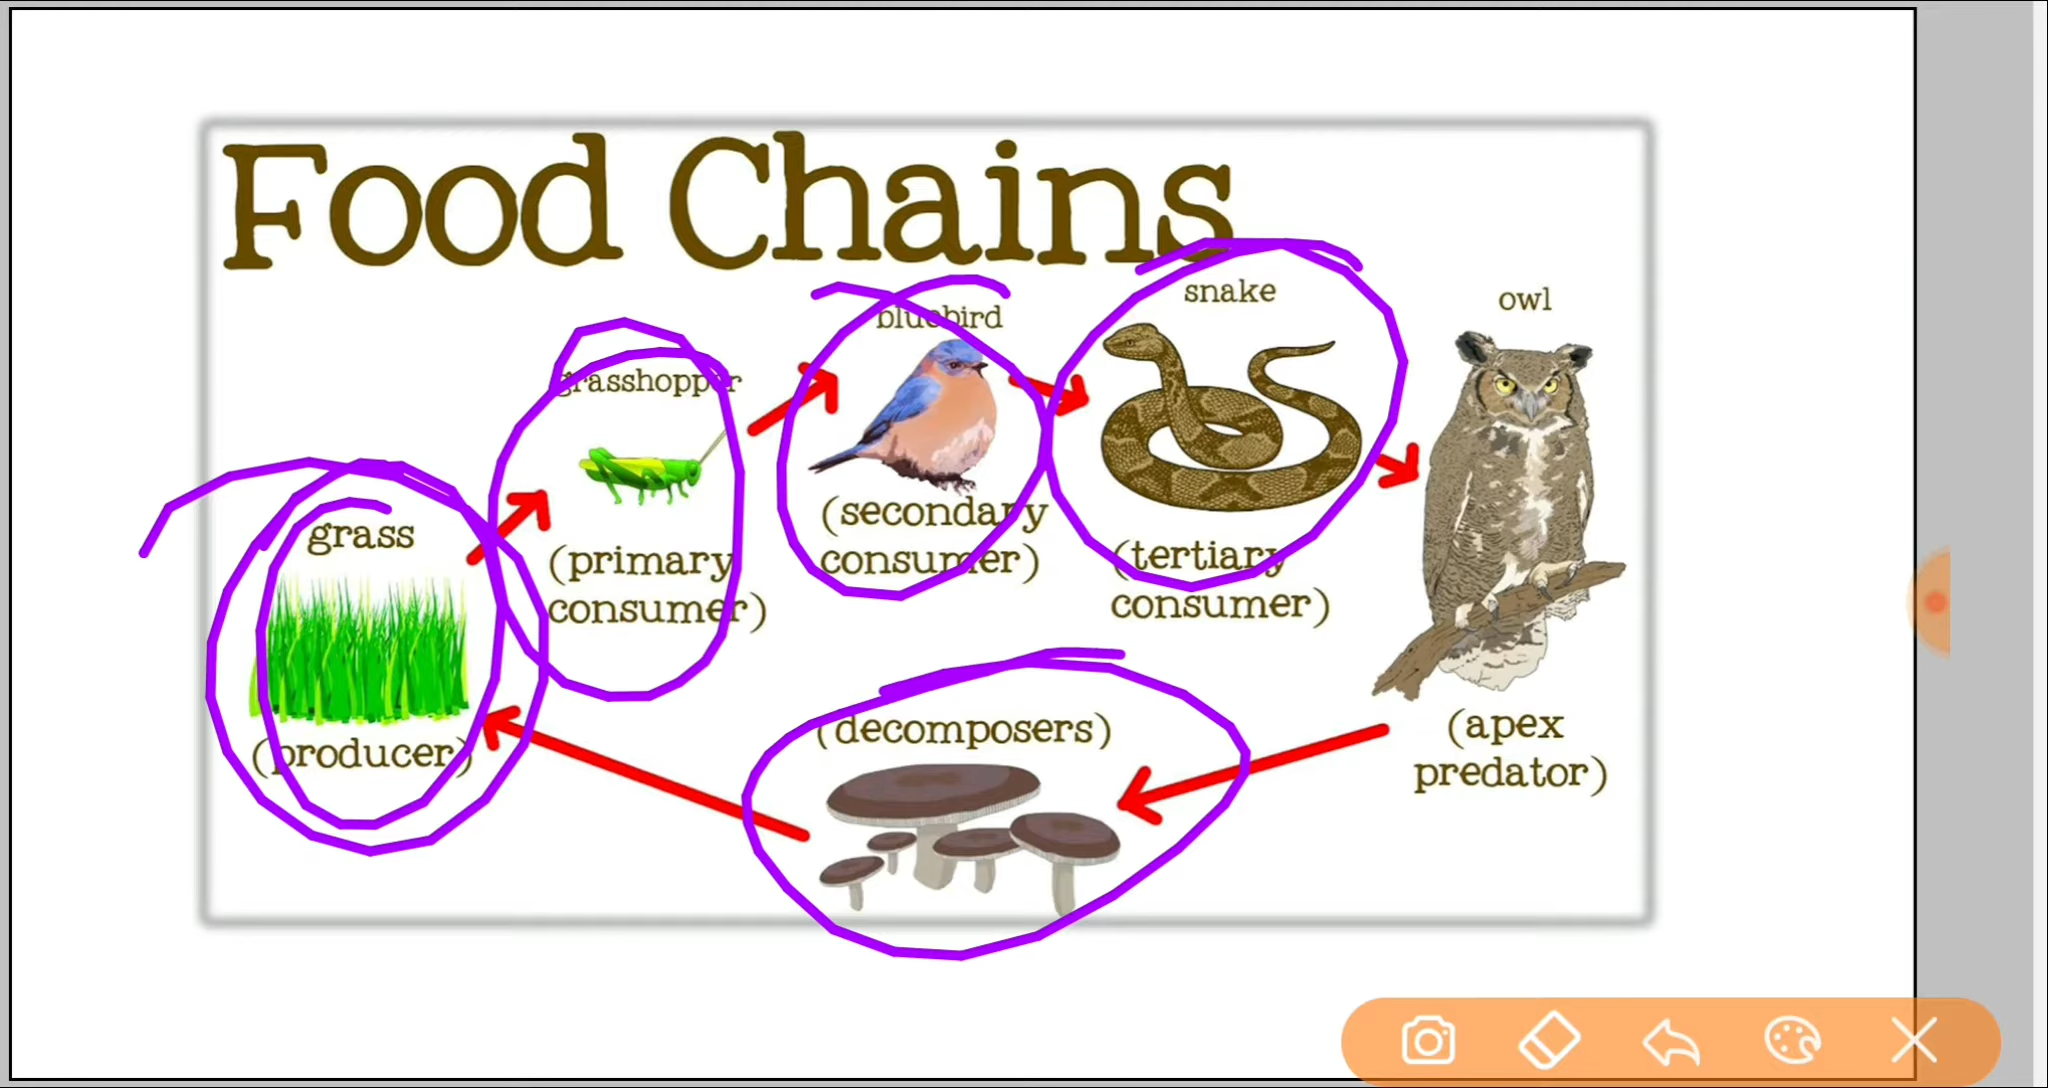 Food Chains
grass
(producer)
grasshopper
(primary
consumer)
bluebird
(secondary
consumer)
snake
(tertiary
consumer)
owl
(apex
predator)
(decomposers)